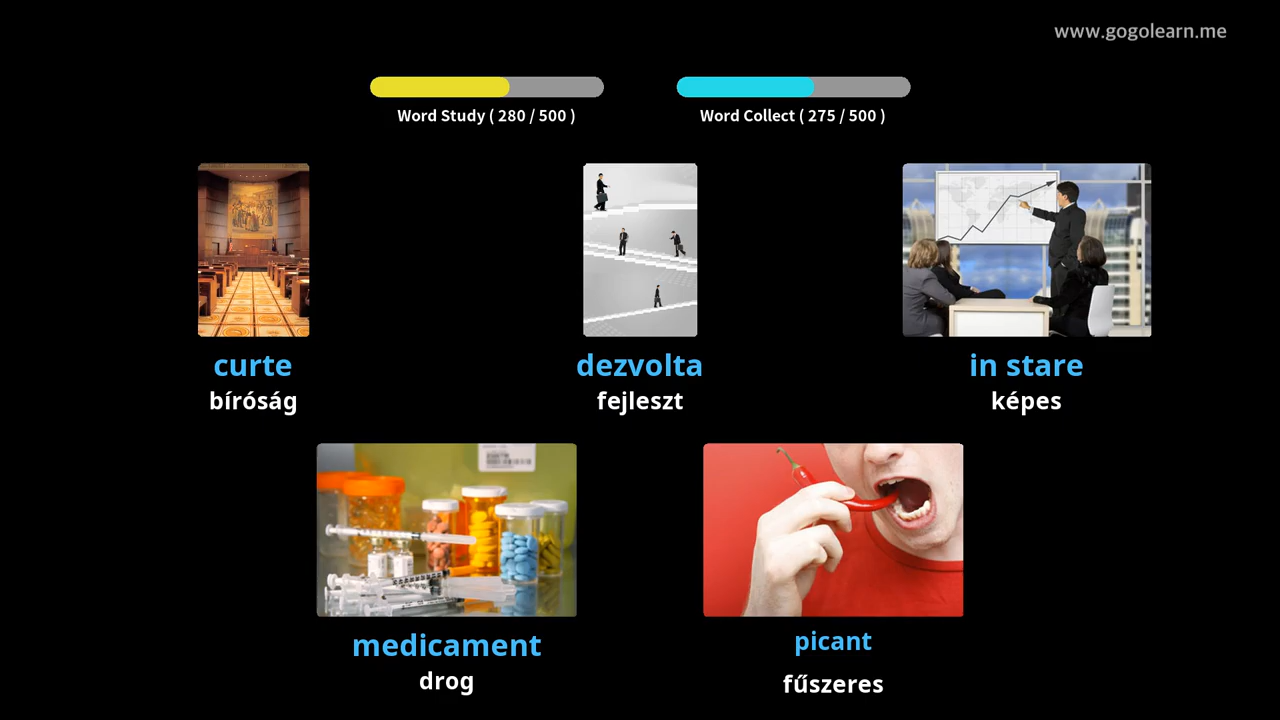 www.gogolearn.me
Word Study ( 280 / 500 )
Word Collect ( 275 / 500 )
curte
bíróság
dezvolta
fejleszt
in stare
képes
medicament
drog
picant
fűszeres